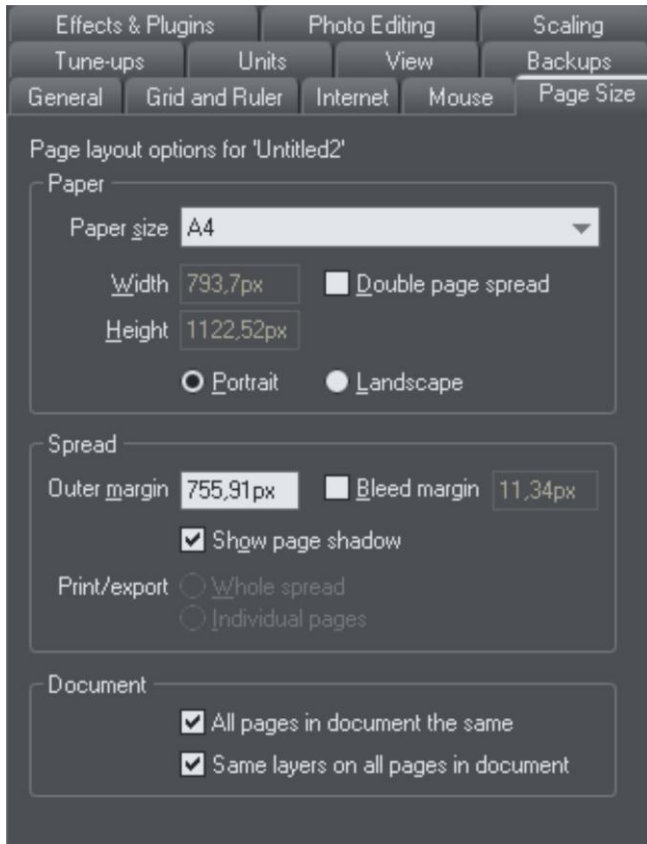 Effects & Plugins Photo Editing Scaling
Tune-ups Units View Backups
General Grid and Ruler Internet Mouse Page Size
Page layout options for 'Untitled2'
Paper
Paper size A4
Width 793,7px Double page spread
Height 1122,52px
Portrait Landscape
Spread
Outer margin 755,91px Bleed margin 11,34px
Show page shadow
Print/export Whole spread
Individual pages
Document
All pages in document the same
Same layers on all pages in document